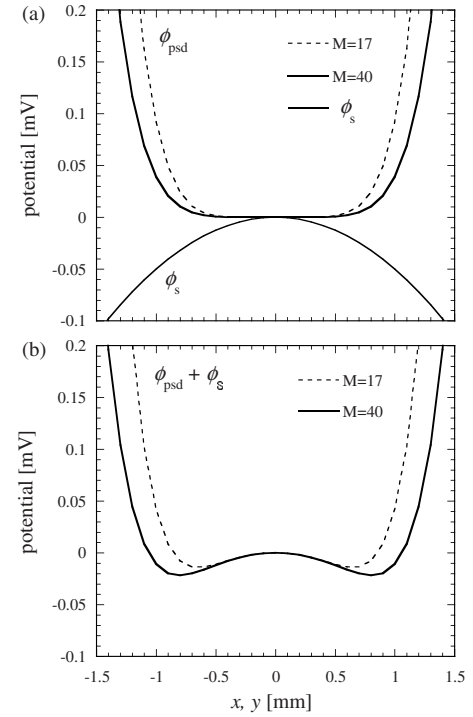 (a)
0.2
0.15
0.1
0.05
0
-0.05
-0.1
potential [mV]
ϕpsd
M=17
M=40
ϕs
ϕs
(b)
0.2
0.15
0.1
0.05
0
-0.05
-0.1
potential [mV]
ϕpsd + ϕs
M=17
M=40
-1.5 -1 -0.5 0 0.5 1 1.5
x, y [mm]